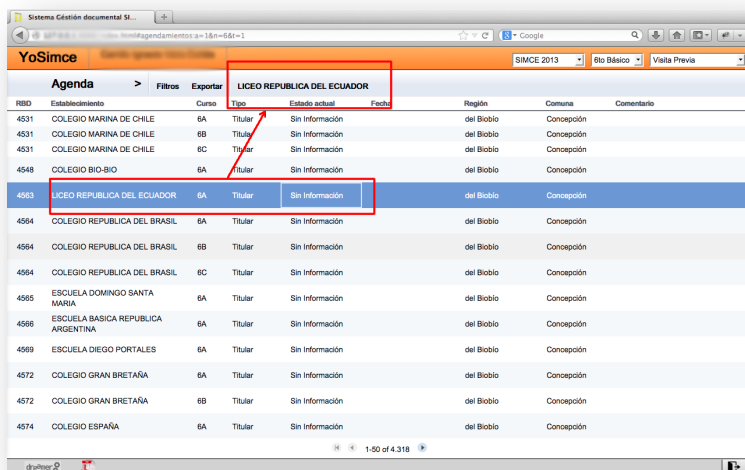 Sistema Géstión documental SI...
html#agendamientos:a=1&n=6&t=1
Google
YoSimce
SIMCE 2013
6to Básico
Visita Previa
Agenda > Filtros Exportar LICEO REPUBLICA DEL ECUADOR
RBD Establecimiento Curso Tipo Estado actual Fecha Región Comuna Comentario
4531 COLEGIO MARINA DE CHILE 6A Titular Sin Información del Biobío Concepción
4531 COLEGIO MARINA DE CHILE 6B Titular Sin Información del Biobío Concepción
4531 COLEGIO MARINA DE CHILE 6C Titular Sin Información del Biobío Concepción
4548 COLEGIO BIO-BIO 6A Titular Sin Información del Biobío Concepción
4563 LICEO REPUBLICA DEL ECUADOR 6A Titular Sin Información del Biobío Concepción
4564 COLEGIO REPUBLICA DEL BRASIL 6A Titular Sin Información del Biobío Concepción
4564 COLEGIO REPUBLICA DEL BRASIL 6B Titular Sin Información del Biobío Concepción
4564 COLEGIO REPUBLICA DEL BRASIL 6C Titular Sin Información del Biobío Concepción
4565 ESCUELA DOMINGO SANTA MARIA 6A Titular Sin Información del Biobío Concepción
4566 ESCUELA BASICA REPUBLICA ARGENTINA 6A Titular Sin Información del Biobío Concepción
4569 ESCUELA DIEGO PORTALES 6A Titular Sin Información del Biobío Concepción
4572 COLEGIO GRAN BRETAÑA 6A Titular Sin Información del Biobío Concepción
4572 COLEGIO GRAN BRETAÑA 6B Titular Sin Información del Biobío Concepción
4574 COLEGIO ESPAÑA 6A Titular Sin Información del Biobío Concepción
1-50 of 4.318